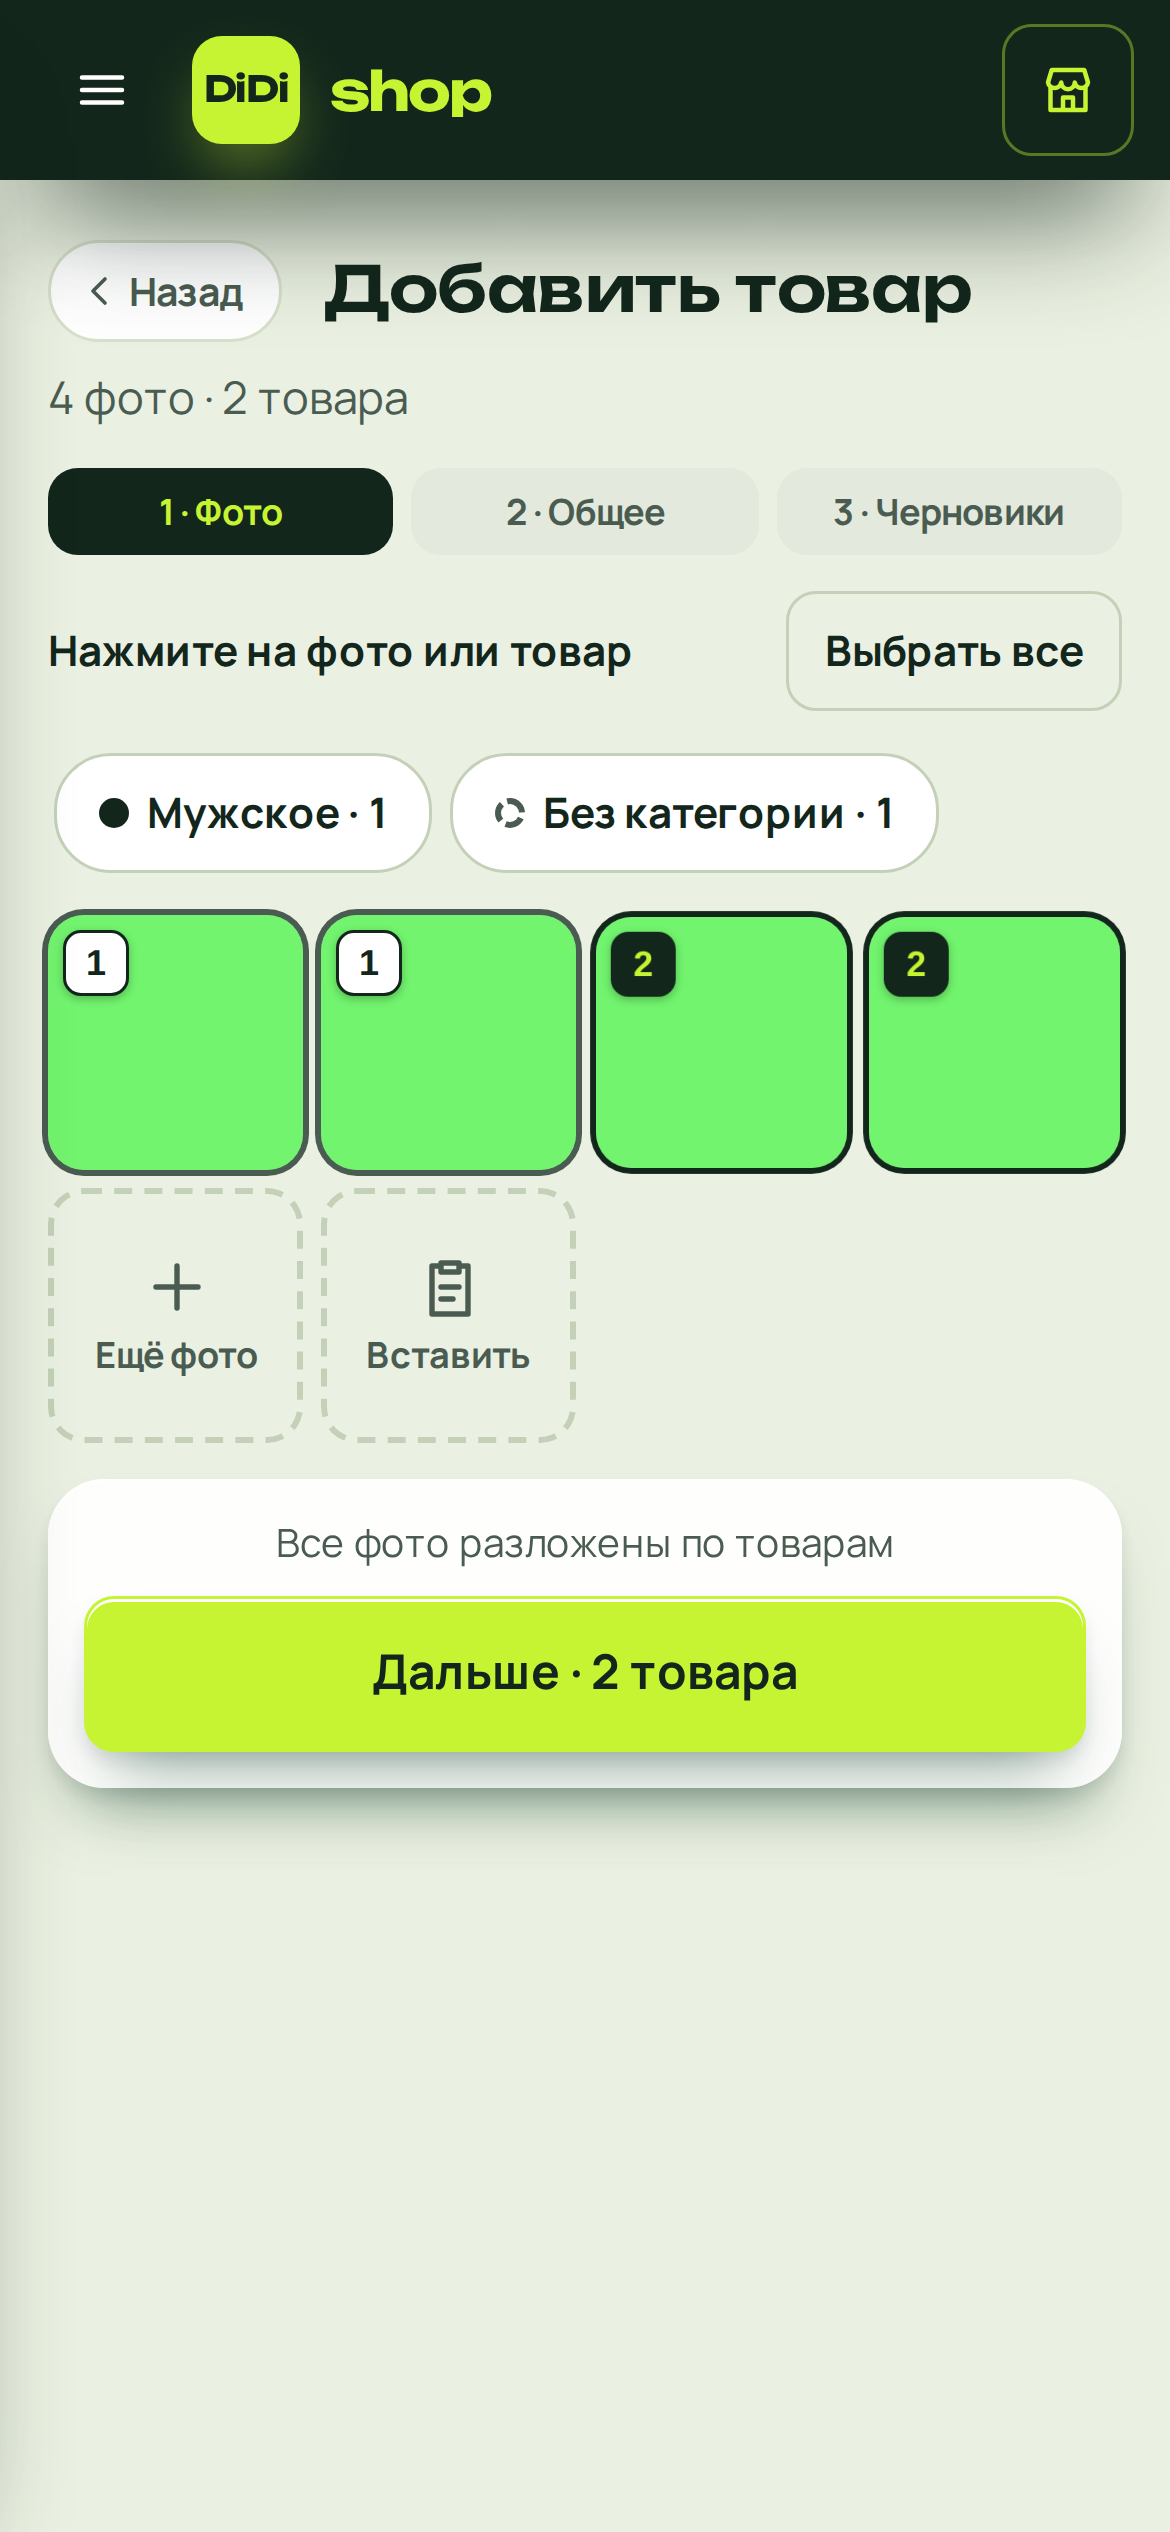 DiDi shop
Назад
Добавить товар
4 фото · 2 товара
1 · Фото
2 · Общее
3 · Черновики
Нажмите на фото или товар
Выбрать все
Мужское · 1
Без категории · 1
1
1
2
2
Ещё фото
Вставить
Все фото разложены по товарам
Дальше · 2 товара